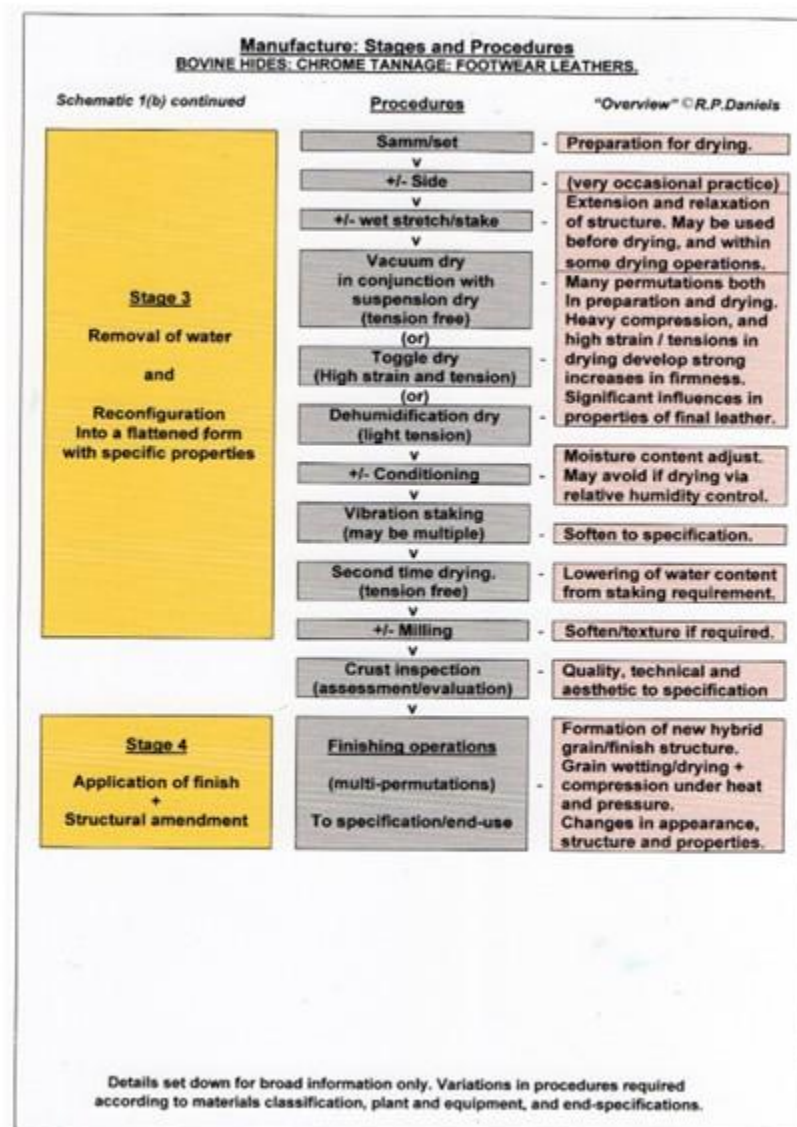 Manufacture: Stages and Procedures
BOVINE HIDES: CHROME TANNAGE: FOOTWEAR LEATHERS.
Schematic 1(b) continued
Procedures
"Overview" ©R.P.Daniels
Stage 3
Removal of water
and
Reconfiguration
Into a flattened form
with specific properties
Samm/set
v
+/- Side
v
+/- wet stretch/stake
v
Vacuum dry
in conjunction with
suspension dry
(tension free)
(or)
Toggle dry
(High strain and tension)
(or)
Dehumidification dry
(light tension)
v
+/- Conditioning
v
Vibration staking
(may be multiple)
v
Second time drying.
(tension free)
v
+/- Milling
v
Crust inspection
(assessment/evaluation)
v
- Preparation for drying.
- (very occasional practice)
Extension and relaxation
- of structure. May be used
before drying, and within
some drying operations.
- Many permutations both
In preparation and drying.
Heavy compression, and
high strain / tensions in
- drying develop strong
increases in firmness.
Significant influences in
- properties of final leather.
Moisture content adjust.
- May avoid if drying via
relative humidity control.
- Soften to specification.
- Lowering of water content
from staking requirement.
- Soften/texture if required.
- Quality, technical and
aesthetic to specification
Stage 4
Application of finish
+
Structural amendment
Finishing operations
(multi-permutations)
To specification/end-use
Formation of new hybrid
grain/finish structure.
Grain wetting/drying +
- compression under heat
and pressure.
Changes in appearance,
structure and properties.
Details set down for broad information only. Variations in procedures required
according to materials classification, plant and equipment, and end-specifications.